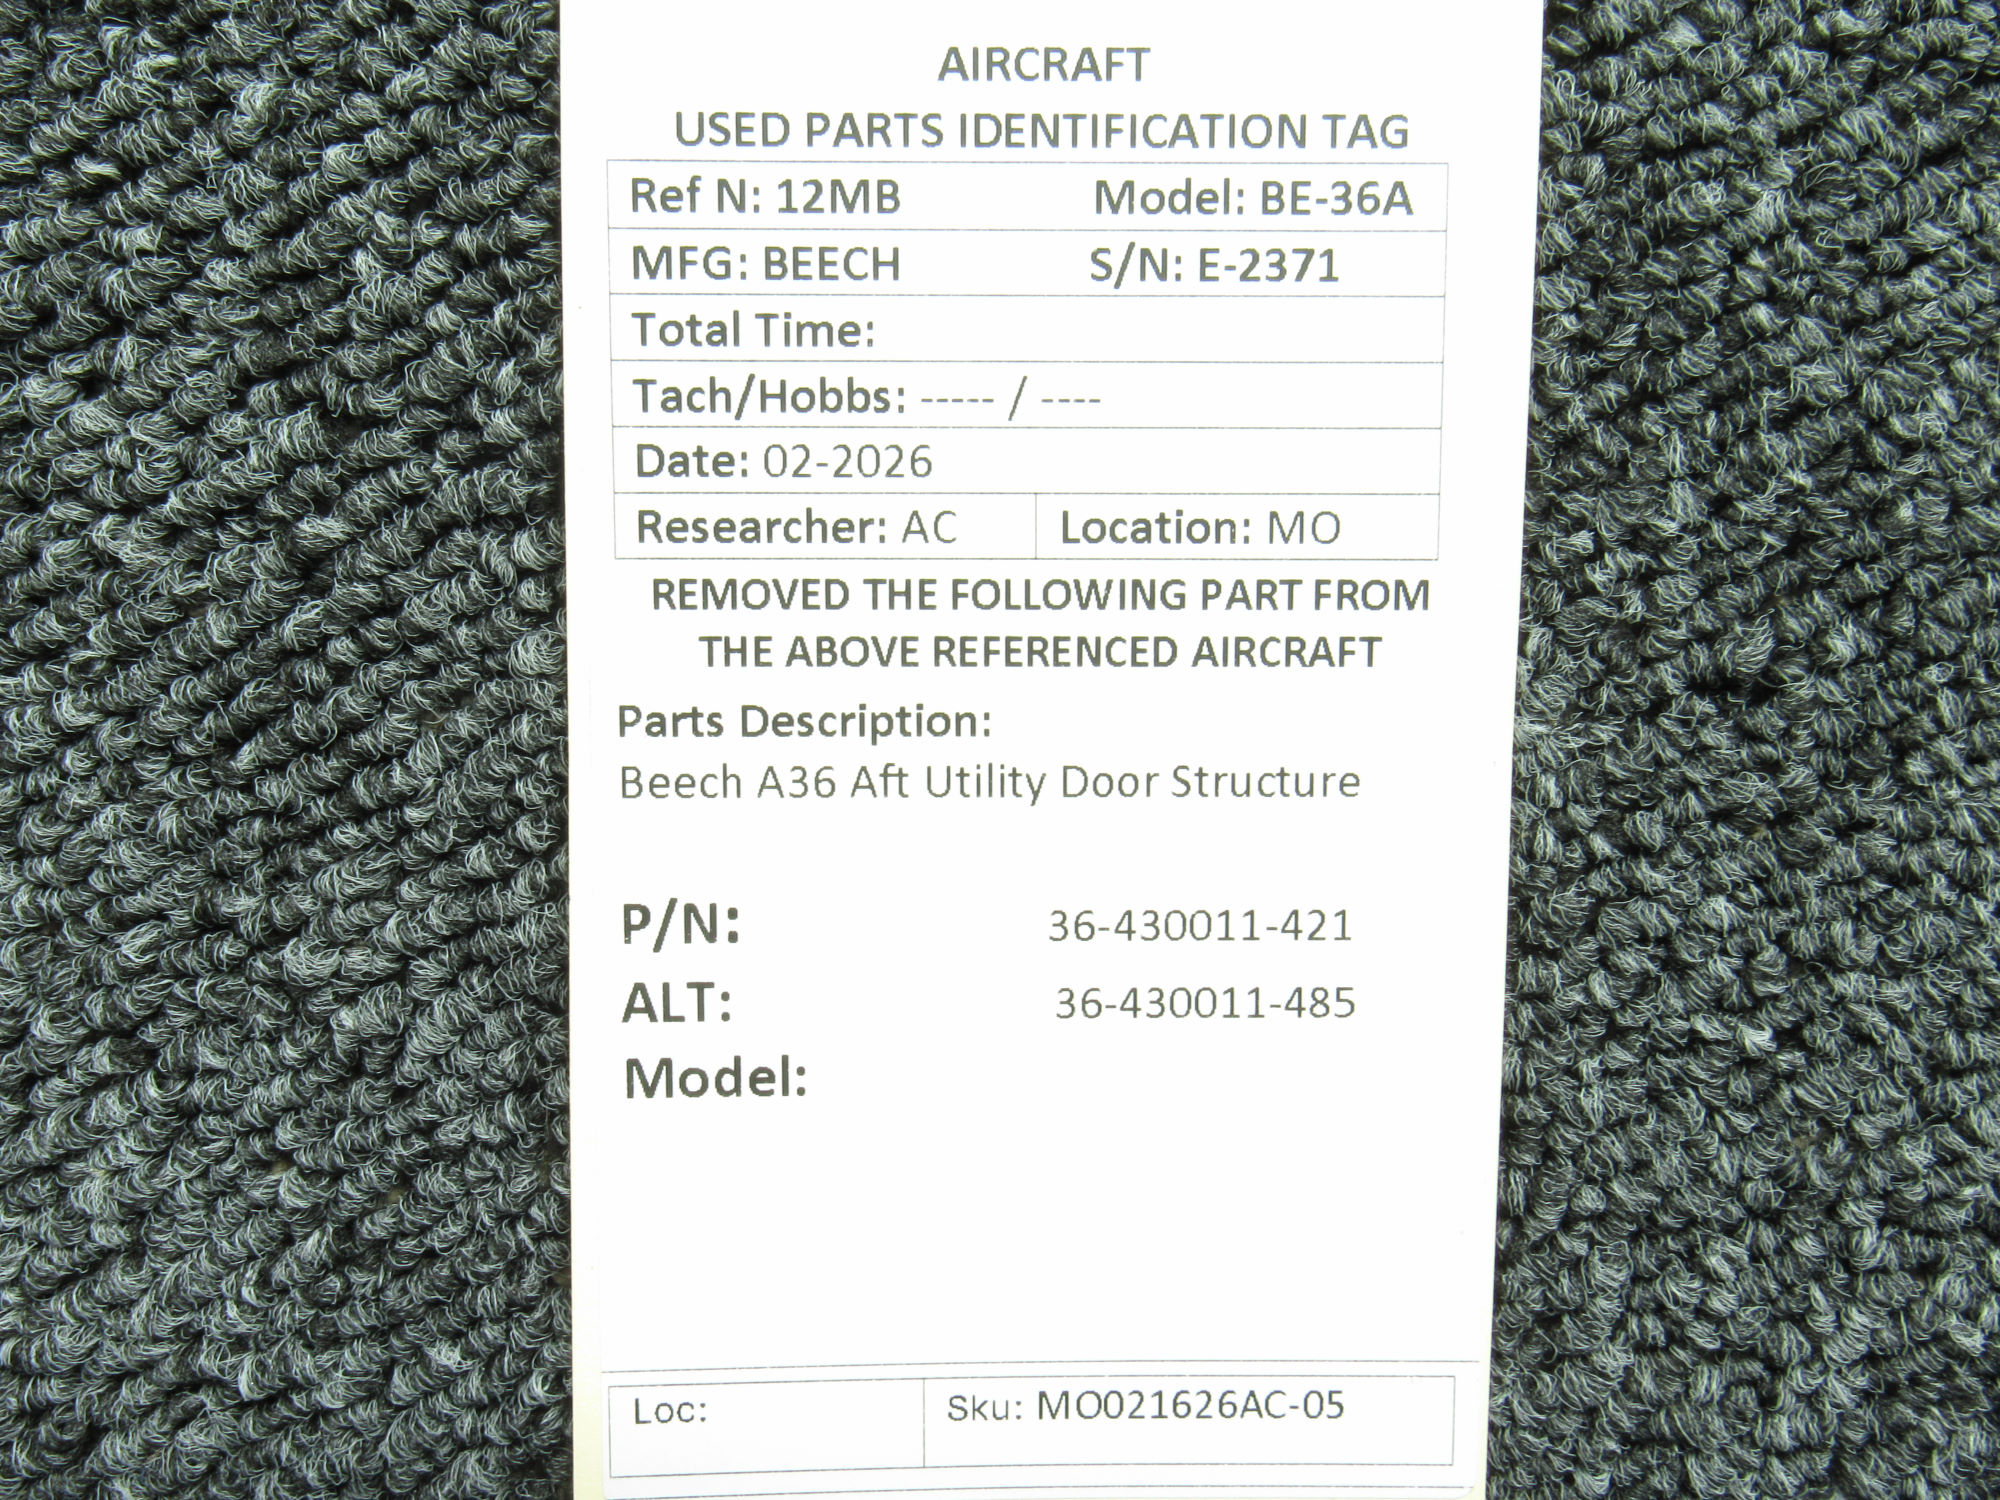 AIRCRAFT
USED PARTS IDENTIFICATION TAG
Ref N: 12MB Model: BE-36A
MFG: BEECH S/N: E-2371
Total Time:
Tach/Hobbs: ----- / ----
Date: 02-2026
Researcher: AC Location: MO
REMOVED THE FOLLOWING PART FROM
THE ABOVE REFERENCED AIRCRAFT
Parts Description:
Beech A36 Aft Utility Door Structure
P/N: 36-430011-421
ALT: 36-430011-485
Model:
Loc: Sku: MO021626AC-05